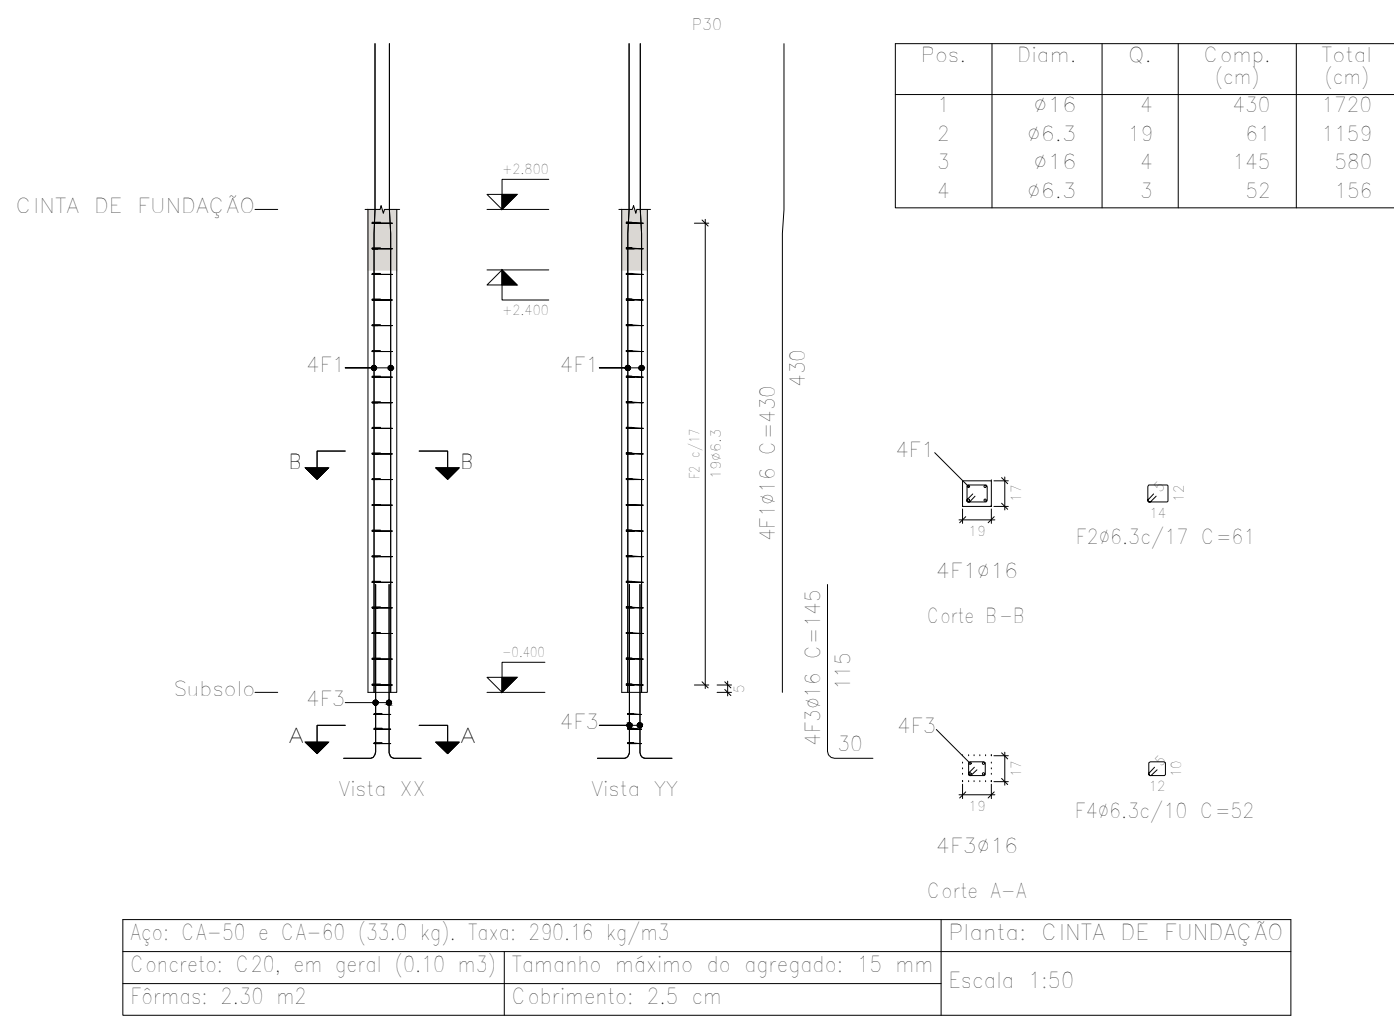 P30
Pos. Diam. Q. Comp. (cm) Total (cm)
1 ø16 4 430 1720
2 ø6.3 19 61 1159
3 ø16 4 145 580
4 ø6.3 3 52 156
+2.800
CINTA DE FUNDAÇÃO
+2.400
4F1
4F1
430
4F1ø16 C=430
F2 c/17
19ø6.3
B B
4F1
17
19
4F1ø16
Corte B-B
5
12
14
F2ø6.3c/17 C=61
-0.400
Subsolo
5
4F3
4F3
A A
4F3ø16 C=145
115
30
Vista XX
Vista YY
4F3
17
19
4F3ø16
Corte A-A
10
12
F4ø6.3c/10 C=52
Aço: CA-50 e CA-60 (33.0 kg). Taxa: 290.16 kg/m3
Planta: CINTA DE FUNDAÇÃO
Concreto: C20, em geral (0.10 m3)
Tamanho máximo do agregado: 15 mm
Escala 1:50
Fôrmas: 2.30 m2
Cobrimento: 2.5 cm